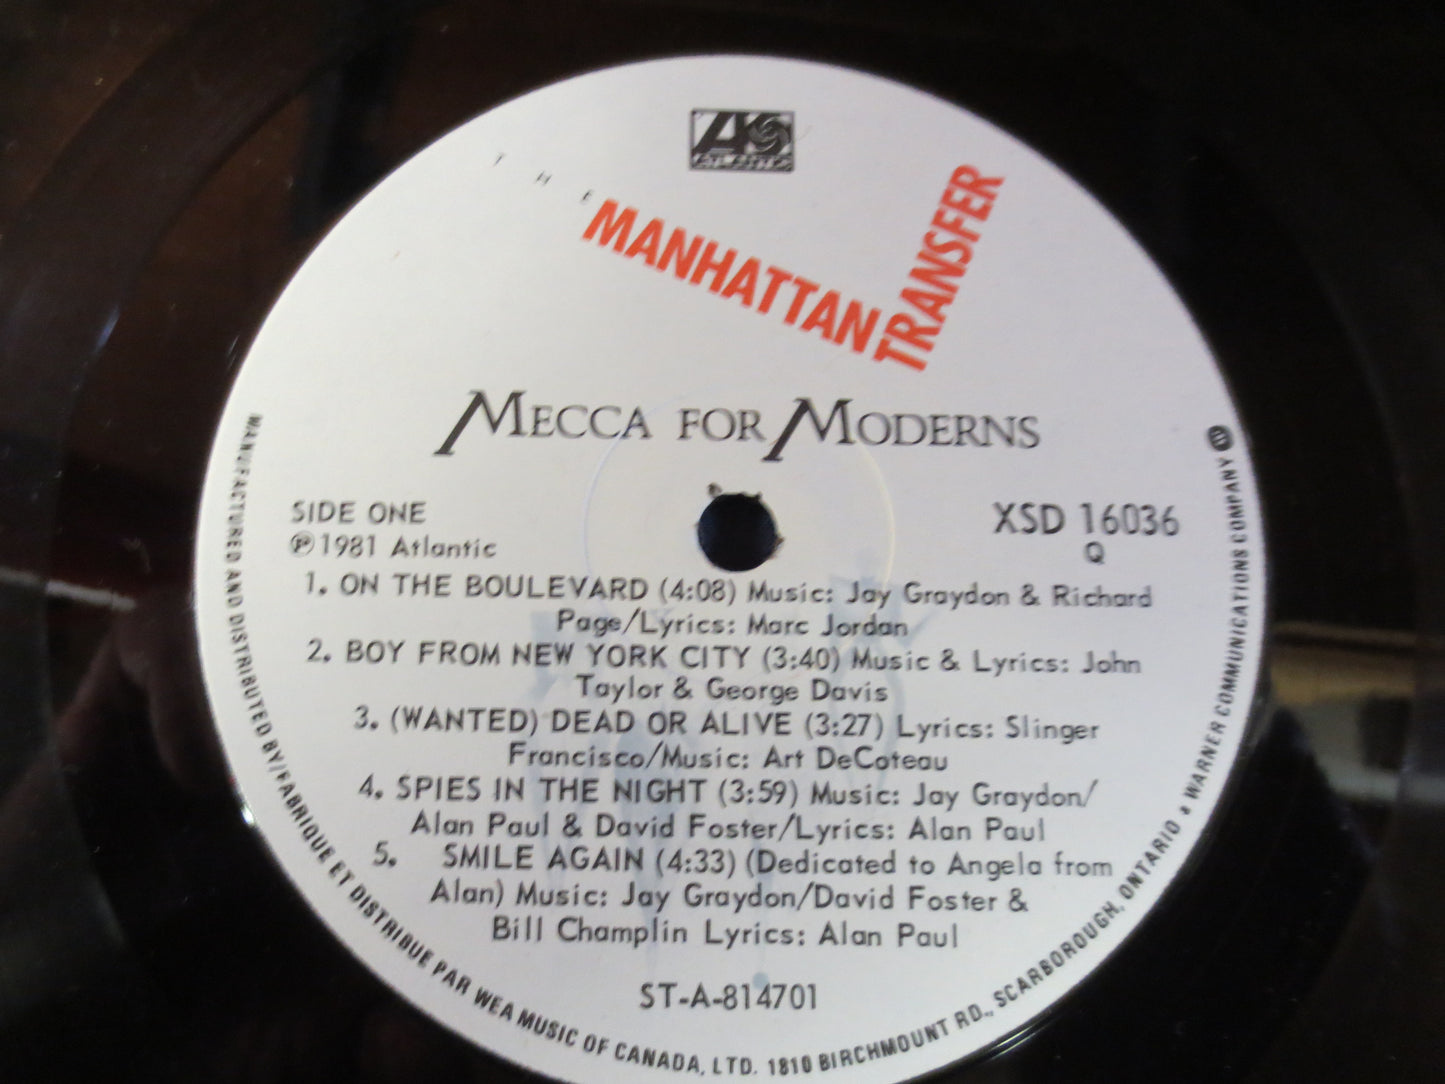 ATLANTIC
THE
MANHATTAN
TRANSFER
MECCA FOR MODERNS
SIDE ONE
℗1981 Atlantic
XSD 16036
Q
1. ON THE BOULEVARD (4:08) Music: Jay Graydon & Richard
Page/Lyrics: Marc Jordan
2. BOY FROM NEW YORK CITY (3:40) Music & Lyrics: John
Taylor & George Davis
3. (WANTED) DEAD OR ALIVE (3:27) Lyrics: Slinger
Francisco/Music: Art DeCoteau
4. SPIES IN THE NIGHT (3:59) Music: Jay Graydon/
Alan Paul & David Foster/Lyrics: Alan Paul
5. SMILE AGAIN (4:33) (Dedicated to Angela from
Alan) Music: Jay Graydon/David Foster &
Bill Champlin Lyrics: Alan Paul
ST-A-814701
MANUFACTURED AND DISTRIBUTED BY/FABRIQUE ET DISTRIBUE PAR WEA MUSIC OF CANADA, LTD. 1810 BIRCHMOUNT RD., SCARBOROUGH, ONTARIO • A WARNER COMMUNICATIONS COMPANY